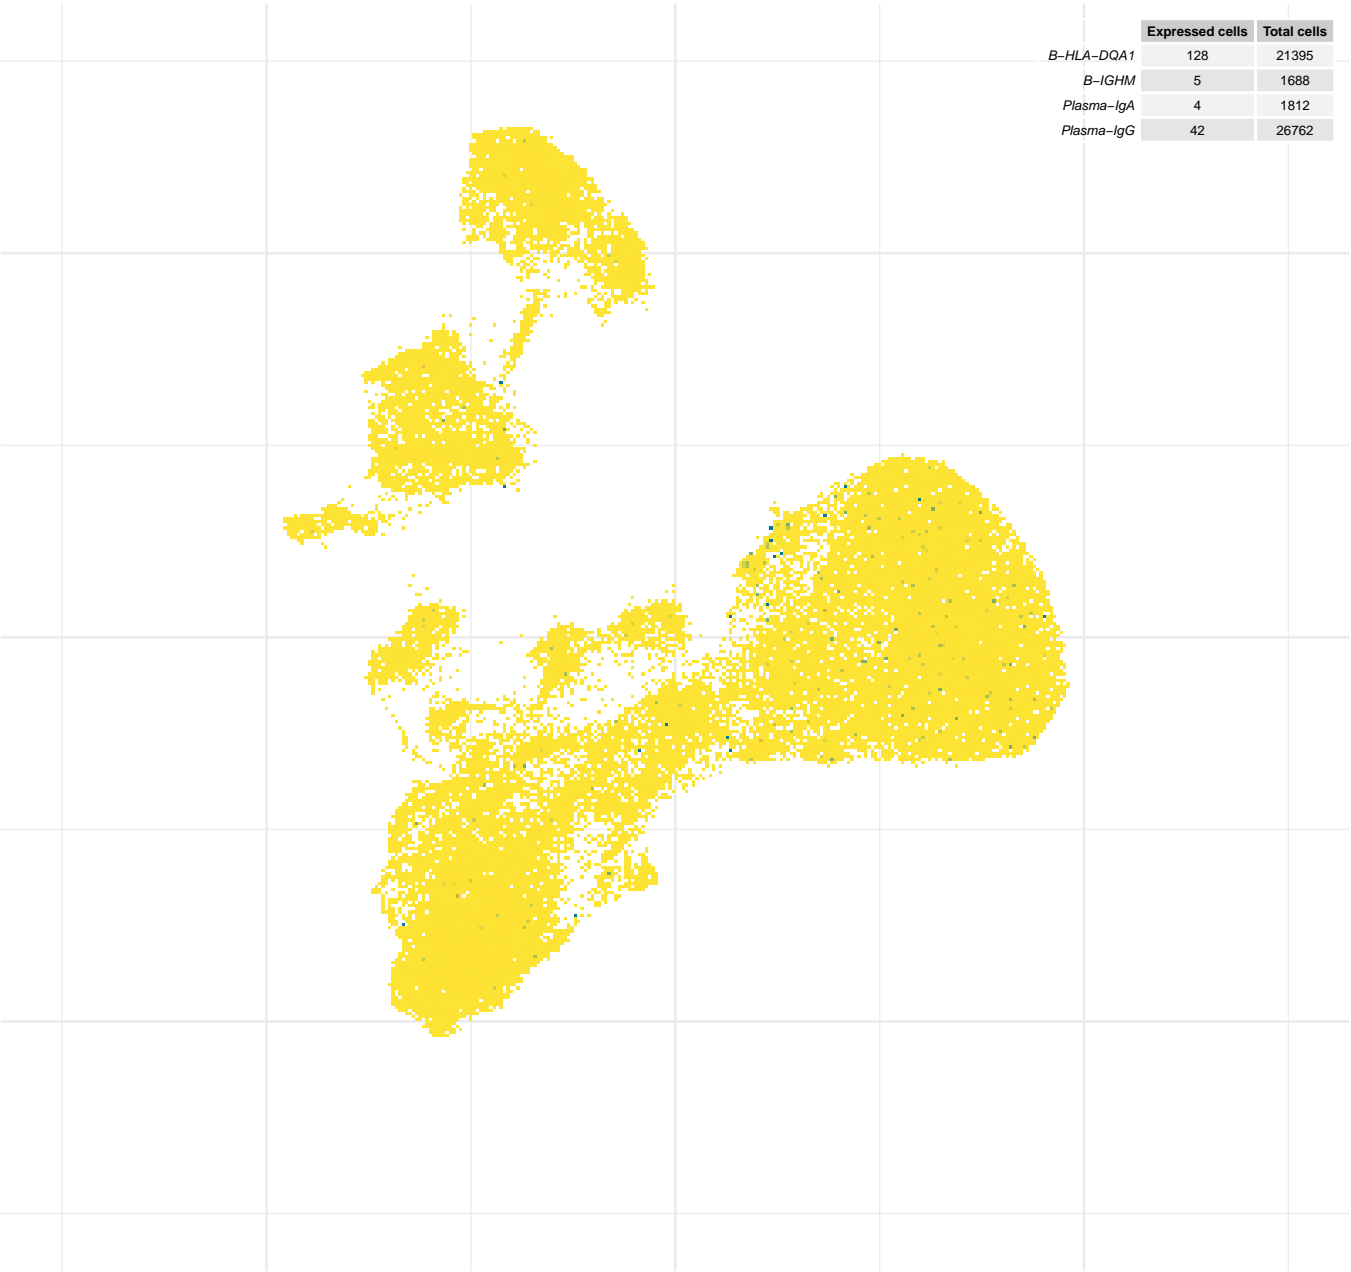 Expressed cells Total cells
B−HLA−DQA1 128 21395
B−IGHM 5 1688
Plasma−IgA 4 1812
Plasma−IgG 42 26762